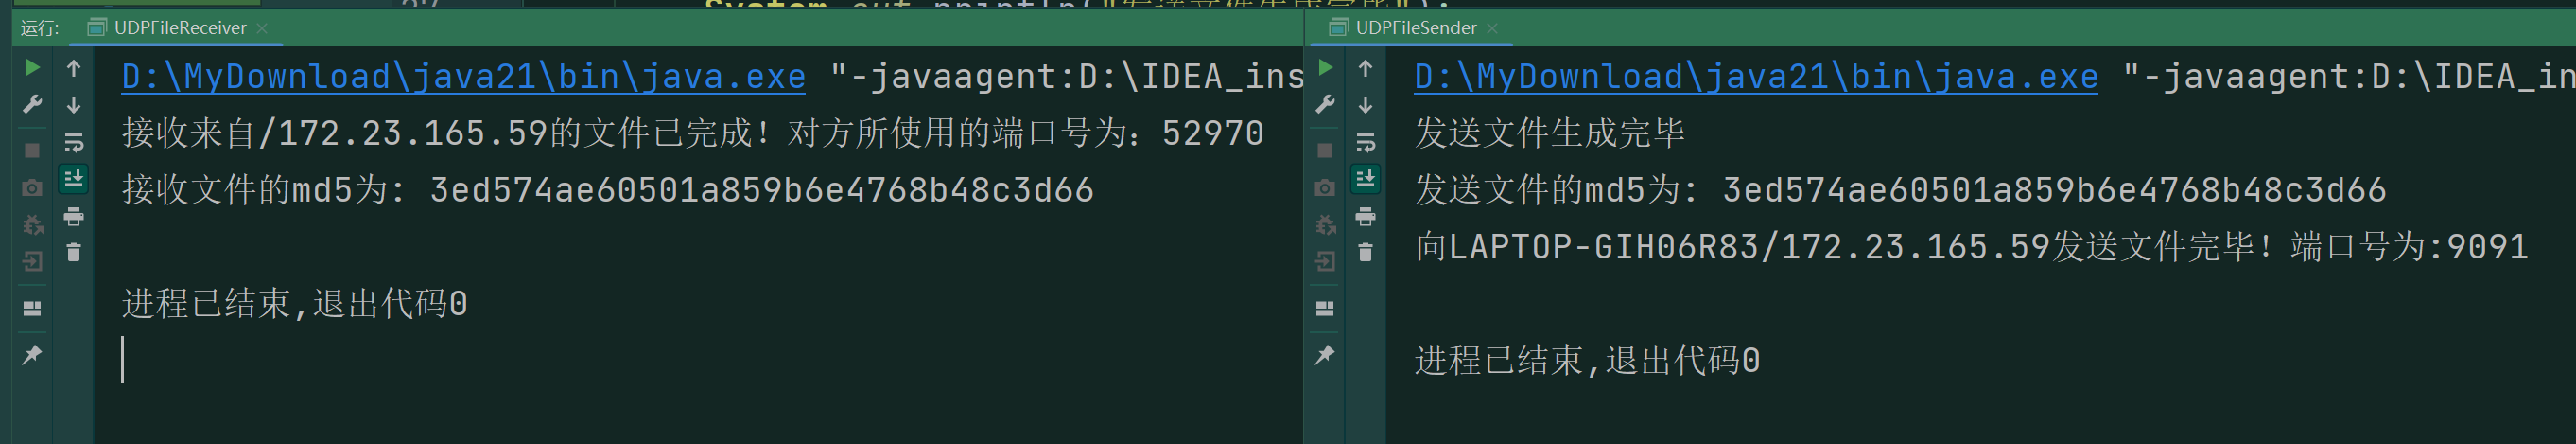 运行:
UDPFileReceiver
D:\MyDownload\java21\bin\java.exe "-javaagent:D:\IDEA_ins
接收来自/172.23.165.59的文件已完成！对方所使用的端口号为：52970
接收文件的md5为: 3ed574ae60501a859b6e4768b48c3d66
进程已结束,退出代码0
UDPFileSender
D:\MyDownload\java21\bin\java.exe "-javaagent:D:\IDEA_in
发送文件生成完毕
发送文件的md5为: 3ed574ae60501a859b6e4768b48c3d66
向LAPTOP-GIH06R83/172.23.165.59发送文件完毕！端口号为:9091
进程已结束,退出代码0